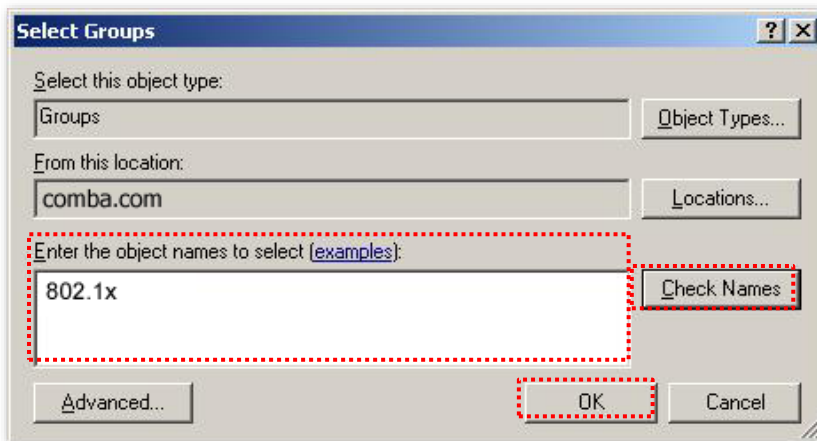 Select Groups
Select this object type:
Groups
Object Types...
From this location:
comba.com
Locations...
Enter the object names to select (examples):
802.1x
Check Names
Advanced...
OK
Cancel